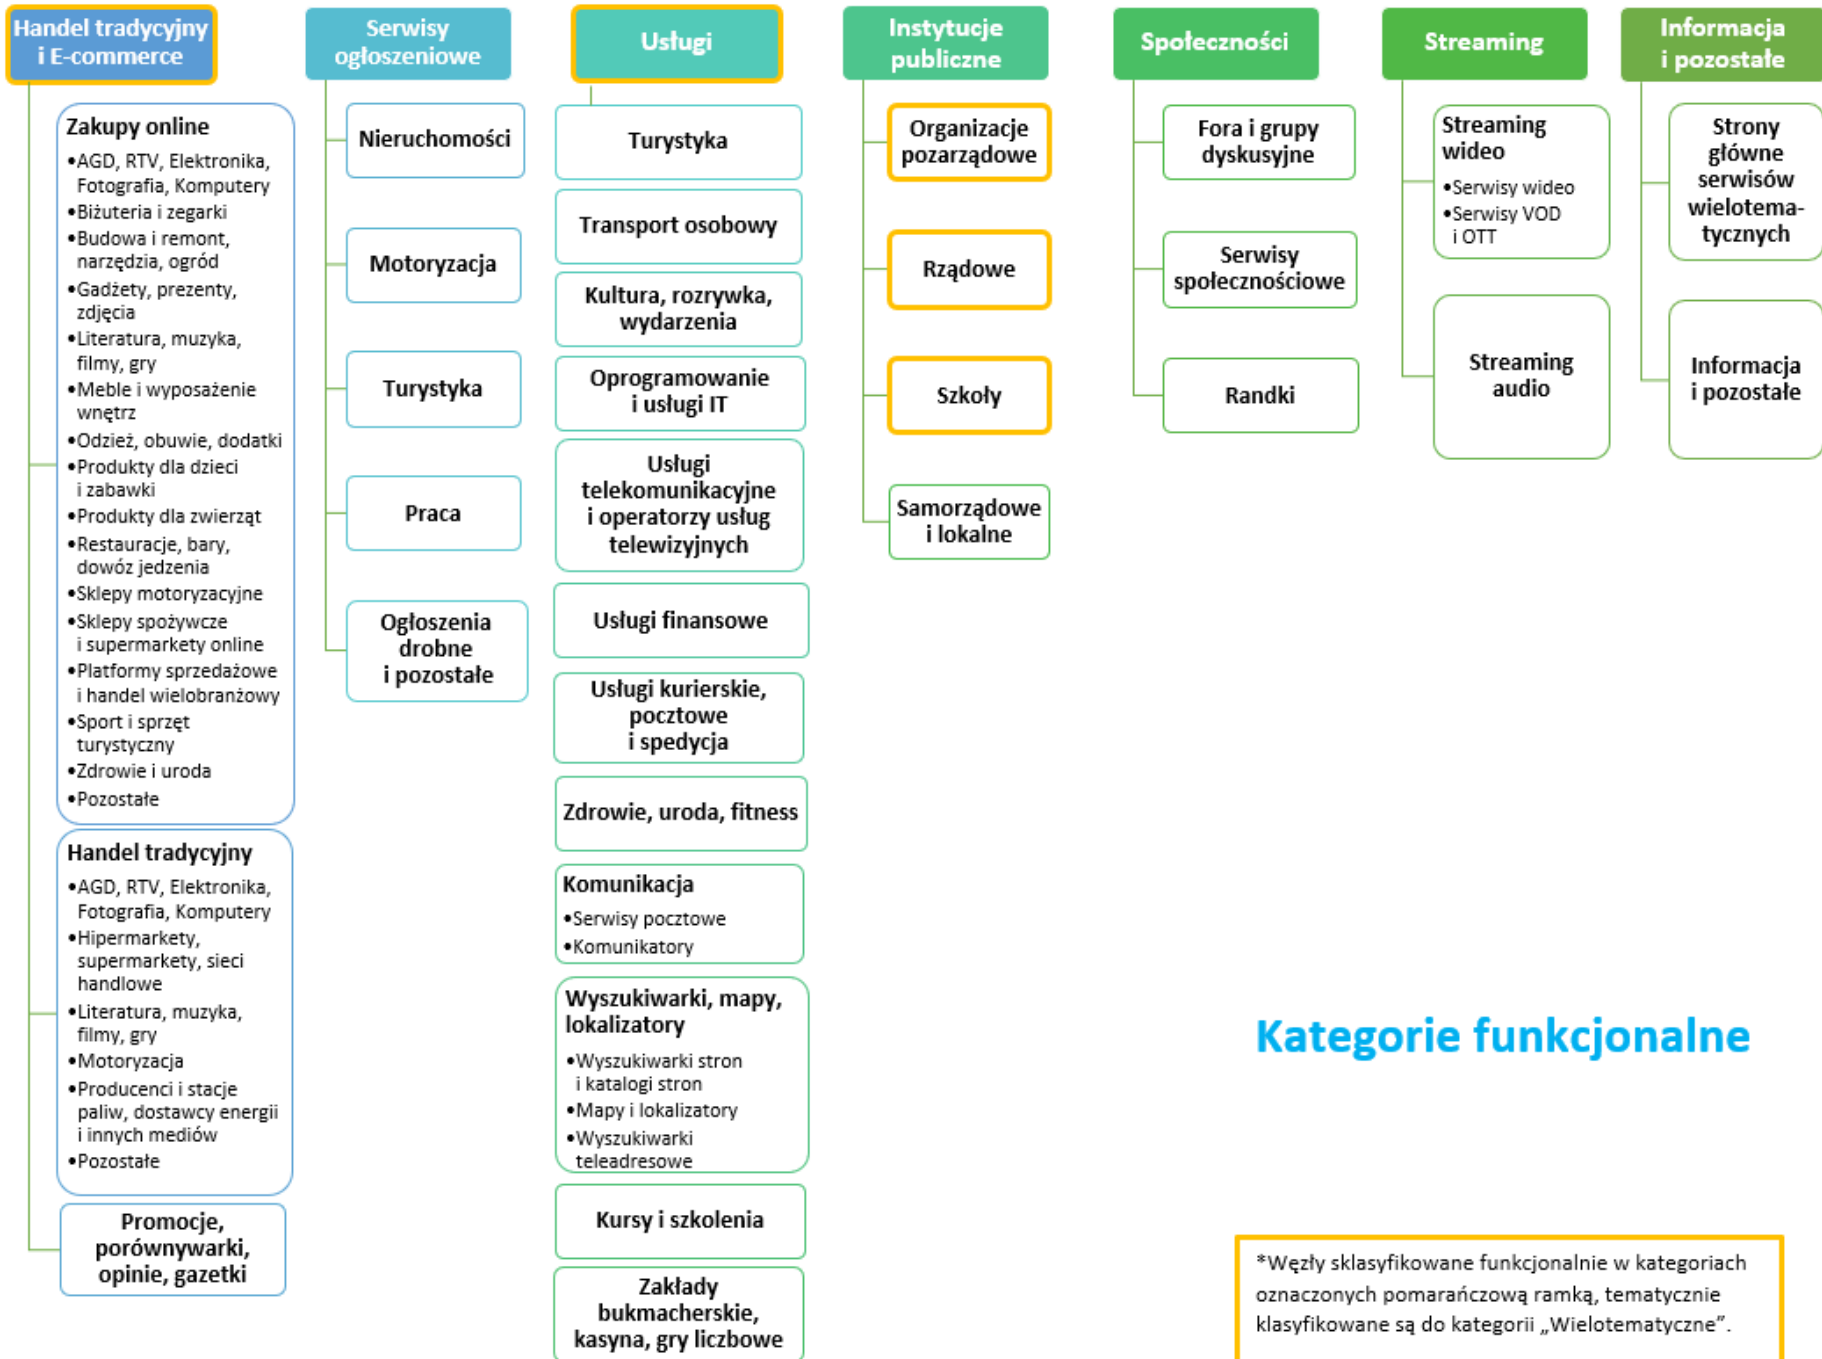 Handel tradycyjny
i E-commerce
Zakupy online
•AGD, RTV, Elektronika,
Fotografia, Komputery
•Biżuteria i zegarki
•Budowa i remont,
narzędzia, ogród
•Gadżety, prezenty,
zdjęcia
•Literatura, muzyka,
filmy, gry
•Meble i wyposażenie
wnętrz
•Odzież, obuwie, dodatki
•Produkty dla dzieci
i zabawki
•Produkty dla zwierząt
•Restauracje, bary,
dowóz jedzenia
•Sklepy motoryzacyjne
•Sklepy spożywcze
i supermarkety online
•Platformy sprzedażowe
i handel wielobranżowy
•Sport i sprzęt
turystyczny
•Zdrowie i uroda
•Pozostałe
Handel tradycyjny
•AGD, RTV, Elektronika,
Fotografia, Komputery
•Hipermarkety,
supermarkety, sieci
handlowe
•Literatura, muzyka,
filmy, gry
•Motoryzacja
•Producenci i stacje
paliw, dostawcy energii
i innych mediów
•Pozostałe
Promocje,
porównywarki,
opinie, gazetki
Serwisy
ogłoszeniowe
Nieruchomości
Motoryzacja
Turystyka
Praca
Ogłoszenia
drobne
i pozostałe
Usługi
Turystyka
Transport osobowy
Kultura, rozrywka,
wydarzenia
Oprogramowanie
i usługi IT
Usługi
telekomunikacyjne
i operatorzy usług
telewizyjnych
Usługi finansowe
Usługi kurierskie,
pocztowe
i spedycja
Zdrowie, uroda, fitness
Komunikacja
•Serwisy pocztowe
•Komunikatory
Wyszukiwarki, mapy,
lokalizatory
•Wyszukiwarki stron
i katalogi stron
•Mapy i lokalizatory
•Wyszukiwarki
teleadresowe
Kursy i szkolenia
Zakłady
bukmacherskie,
kasyna, gry liczbowe
Instytucje
publiczne
Organizacje
pozarządowe
Rządowe
Szkoły
Samorządowe
i lokalne
Społeczności
Fora i grupy
dyskusyjne
Serwisy
społecznościowe
Randki
Streaming
Streaming
wideo
•Serwisy wideo
•Serwisy VOD
i OTT
Streaming
audio
Informacja
i pozostałe
Strony
główne
serwisów
wielotema-
tycznych
Informacja
i pozostałe
Kategorie funkcjonalne
*Węzły sklasyfikowane funkcjonalnie w kategoriach
oznaczonych pomarańczową ramką, tematycznie
klasyfikowane są do kategorii „Wielotematyczne”.